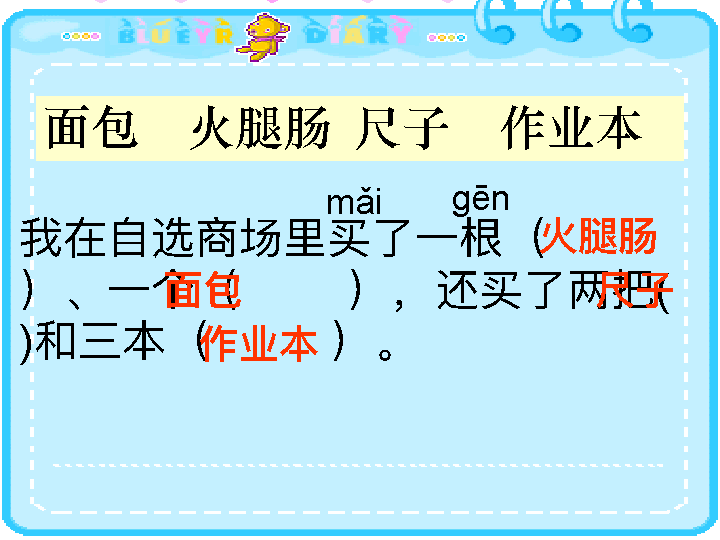 BLUEYR DIARY
面包 火腿肠 尺子 作业本
mǎi gēn
我在自选商场里买了一根（火腿肠
）、一个（面包 ），还买了两把(尺子
)和三本（作业本 ）。